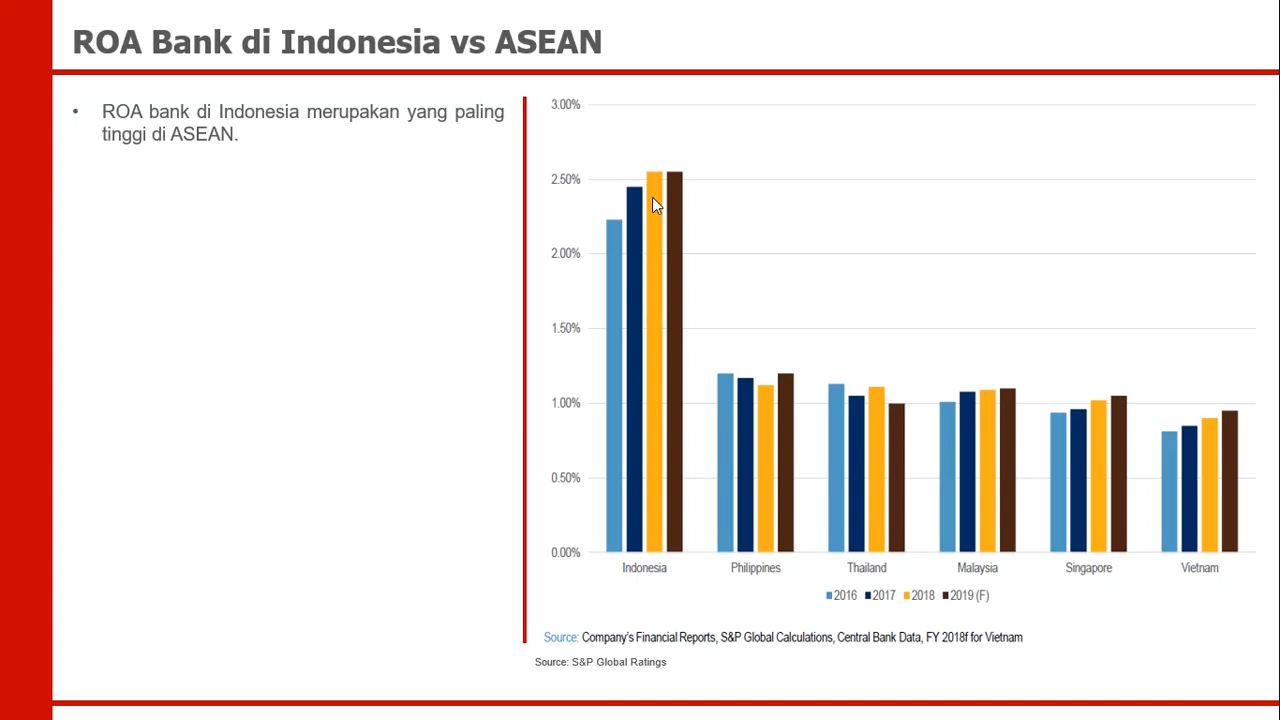 ROA Bank di Indonesia vs ASEAN
• ROA bank di Indonesia merupakan yang paling
tinggi di ASEAN.
3.00%
2.50%
2.00%
1.50%
1.00%
0.50%
0.00%
Indonesia Philippines Thailand Malaysia Singapore Vietnam
2016 2017 2018 2019 (F)
Source: Company's Financial Reports, S&P Global Calculations, Central Bank Data, FY 2018f for Vietnam
Source: S&P Global Ratings